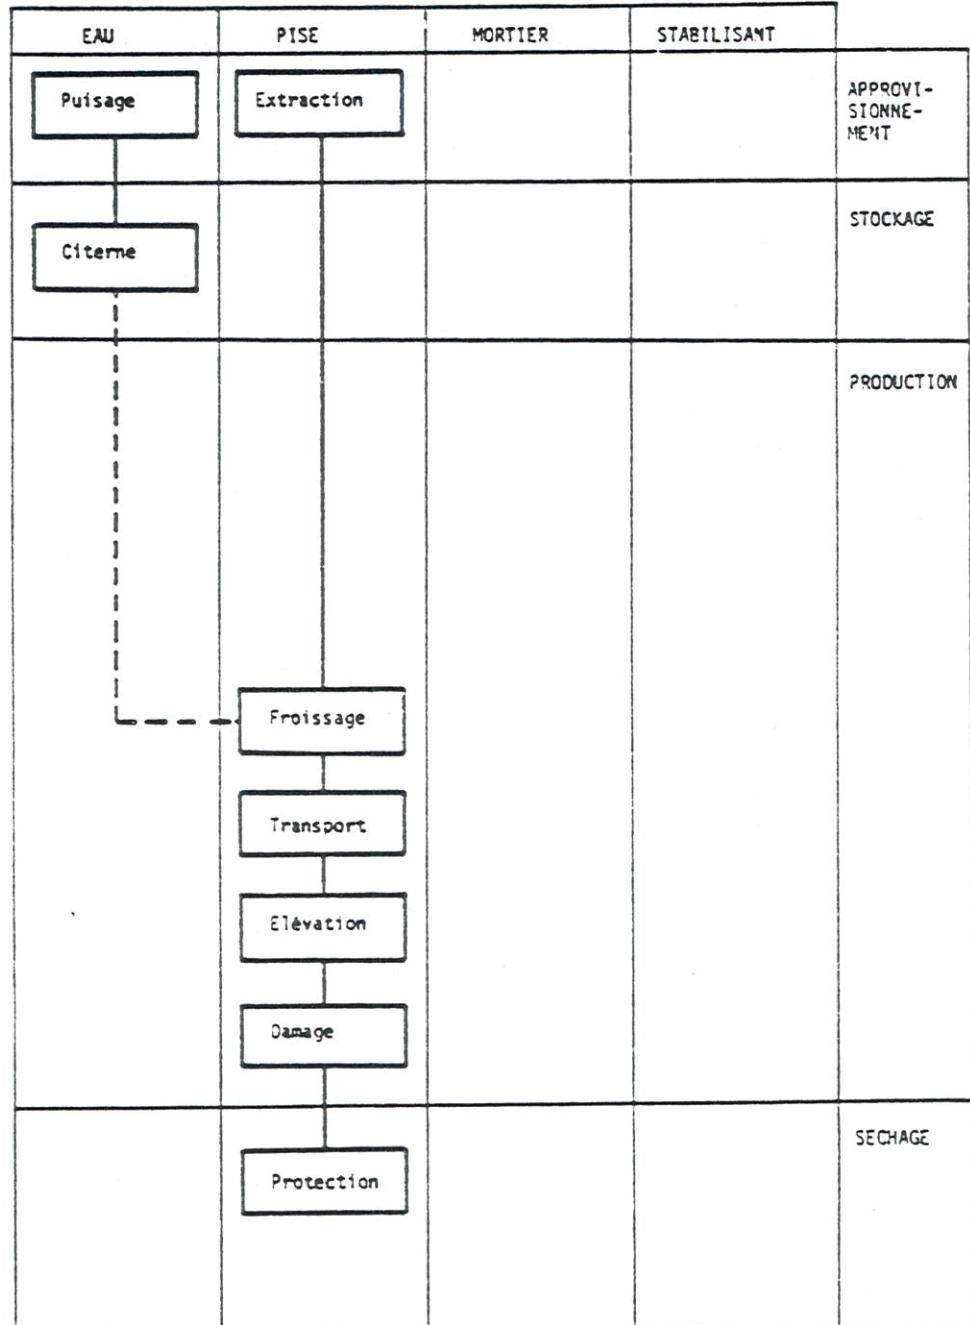 EAU
PISE
MORTIER
STABILISANT
Puisage
Extraction
APPROVI-
SIONNE-
MENT
Citerne
STOCKAGE
PRODUCTION
Froissage
Transport
Elévation
Damage
SECHAGE
Protection